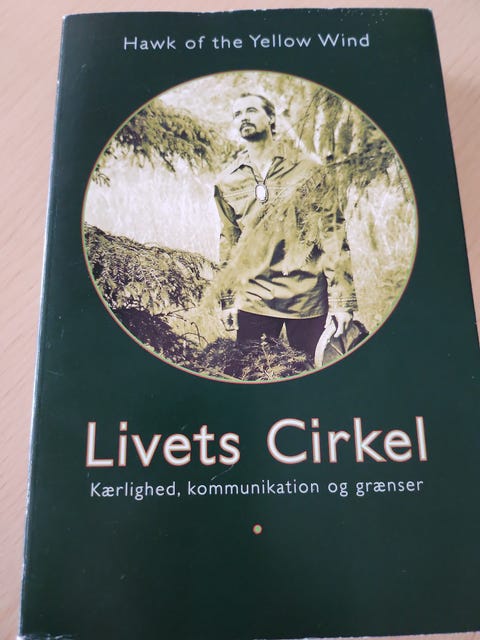 Hawk of the Yellow Wind
Livets Cirkel
Kærlighed, kommunikation og grænser